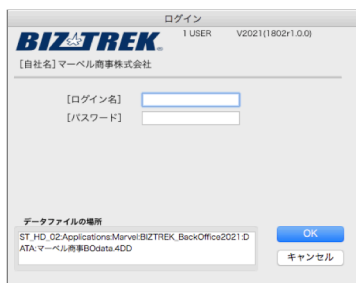 ログイン
BIZ☆TREK® 1 USER V2021(1802r1.0.0)
[自社名]マーベル商事株式会社
[ログイン名]
[パスワード]
データファイルの場所
ST_HD_02:Applications:Marvel:BIZTREK_BackOffice2021:D
ATA:マーベル商事BOdata.4DD
OK
キャンセル